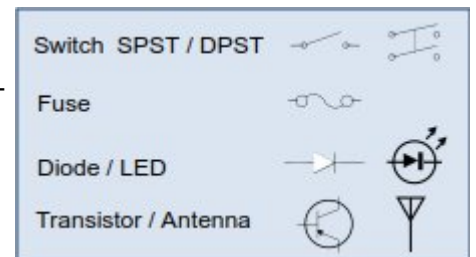 Switch SPST / DPST
Fuse
Diode / LED
Transistor / Antenna